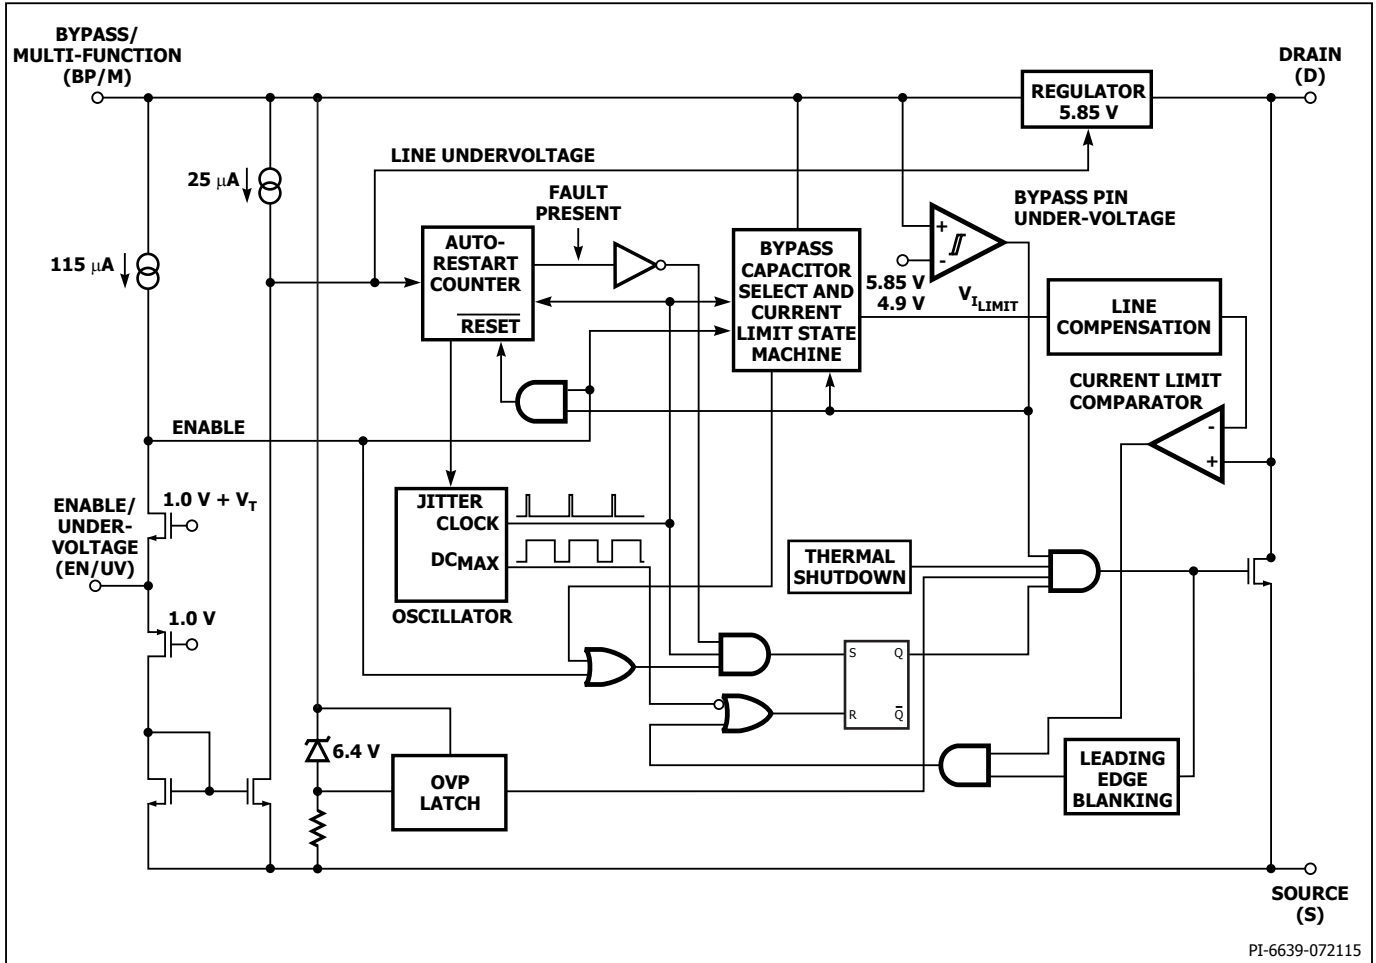 BYPASS/
MULTI-FUNCTION
(BP/M)
DRAIN
(D)
REGULATOR
5.85 V
LINE UNDERVOLTAGE
25 μA
FAULT
PRESENT
BYPASS PIN
UNDER-VOLTAGE
115 μA
AUTO-
RESTART
COUNTER
RESET
BYPASS
CAPACITOR
SELECT AND
CURRENT
LIMIT STATE
MACHINE
+
-
5.85 V
4.9 V
VILIMIT
LINE
COMPENSATION
CURRENT LIMIT
COMPARATOR
-
+
ENABLE
ENABLE/
UNDER-
VOLTAGE
(EN/UV)
1.0 V + VT
1.0 V
JITTER
CLOCK
DCMAX
OSCILLATOR
THERMAL
SHUTDOWN
S Q
R Q
6.4 V
OVP
LATCH
LEADING
EDGE
BLANKING
SOURCE
(S)
PI-6639-072115